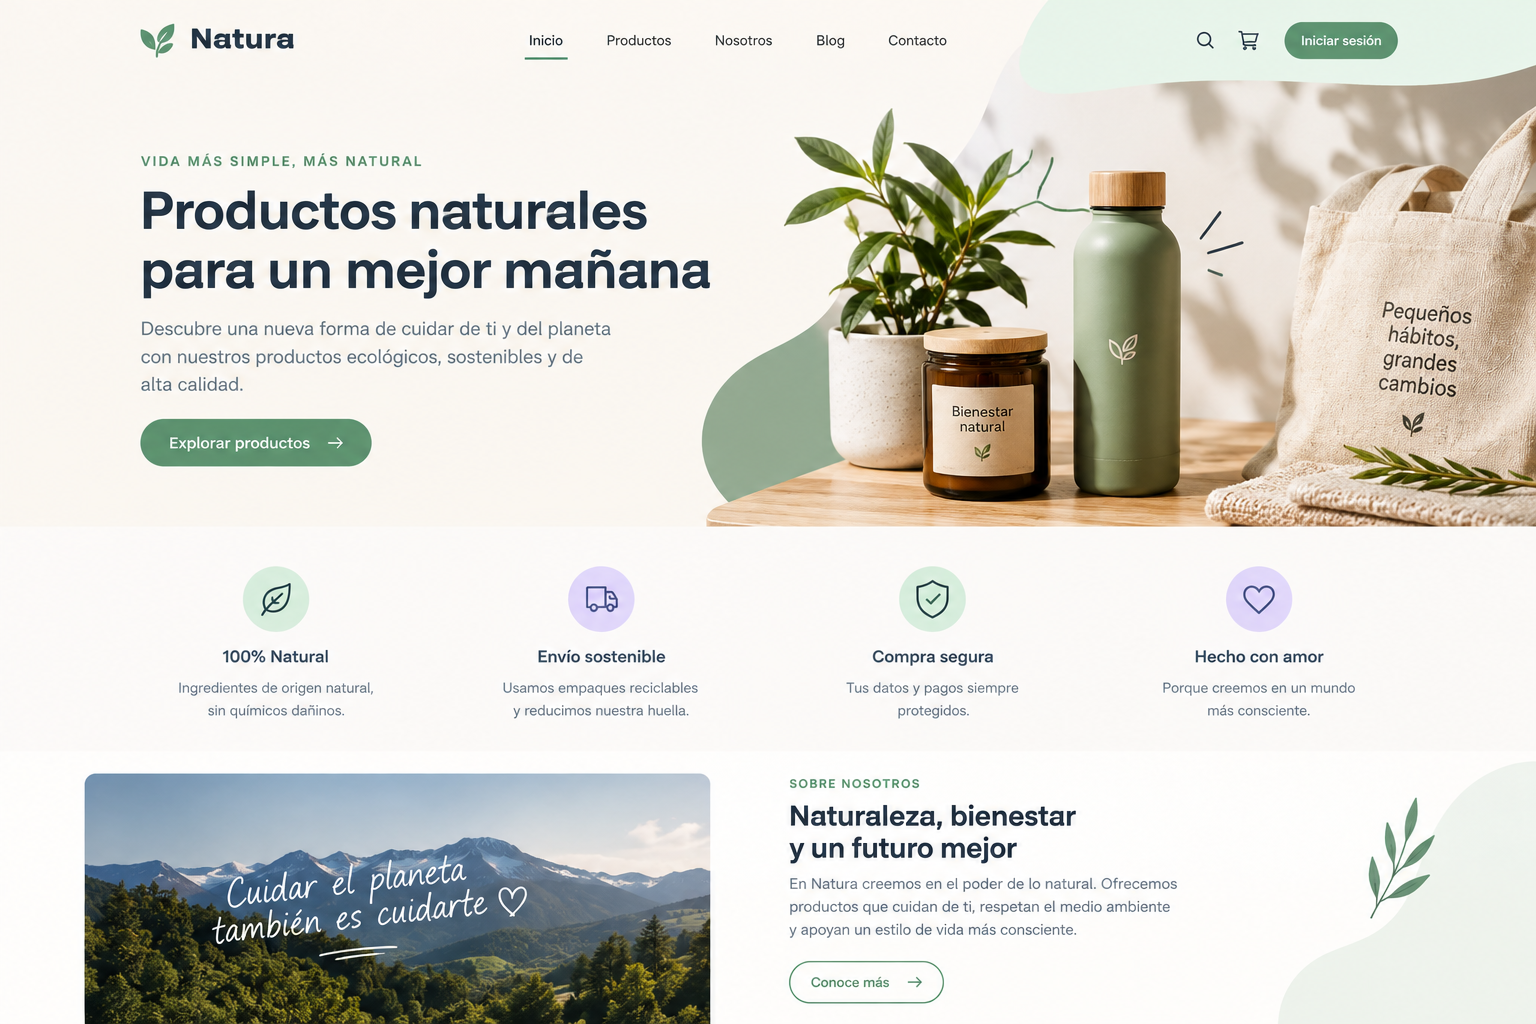 Natura
Inicio
Productos
Nosotros
Blog
Contacto
Iniciar sesión
VIDA MÁS SIMPLE, MÁS NATURAL
Productos naturales
para un mejor mañana
Descubre una nueva forma de cuidar de ti y del planeta
con nuestros productos ecológicos, sostenibles y de
alta calidad.
Explorar productos
Bienestar
natural
Pequeños
hábitos,
grandes
cambios
100% Natural
Ingredientes de origen natural,
sin químicos dañinos.
Envío sostenible
Usamos empaques reciclables
y reducimos nuestra huella.
Compra segura
Tus datos y pagos siempre
protegidos.
Hecho con amor
Porque creemos en un mundo
más consciente.
Cuidar el planeta
también es cuidarte
SOBRE NOSOTROS
Naturaleza, bienestar
y un futuro mejor
En Natura creemos en el poder de lo natural. Ofrecemos
productos que cuidan de ti, respetan el medio ambiente
y apoyan un estilo de vida más consciente.
Conoce más